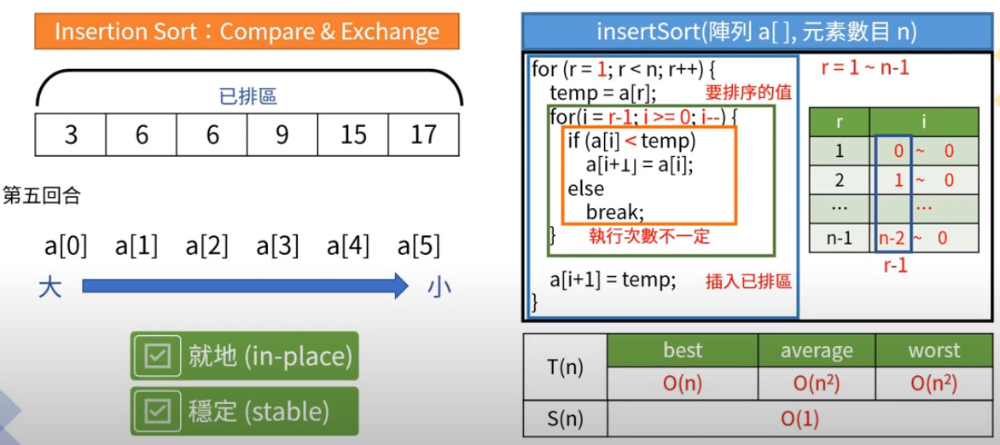 Insertion Sort：Compare & Exchange
已排區
3 6 6 9 15 17
第五回合
a[0] a[1] a[2] a[3] a[4] a[5]
大 小
就地 (in-place)
穩定 (stable)
insertSort(陣列 a[ ], 元素數目 n)
for (r = 1; r < n; r++) {
temp = a[r]; 要排序的值
for(i = r-1; i >= 0; i--) {
if (a[i] < temp)
a[i+1] = a[i];
else
break;
} 執行次數不一定
a[i+1] = temp; 插入已排區
}
r = 1 ~ n-1
r i
1 0 ~ 0
2 1 ~ 0
... ...
n-1 n-2 ~ 0
r-1
T(n) best average worst
O(n) O(n²) O(n²)
S(n) O(1)